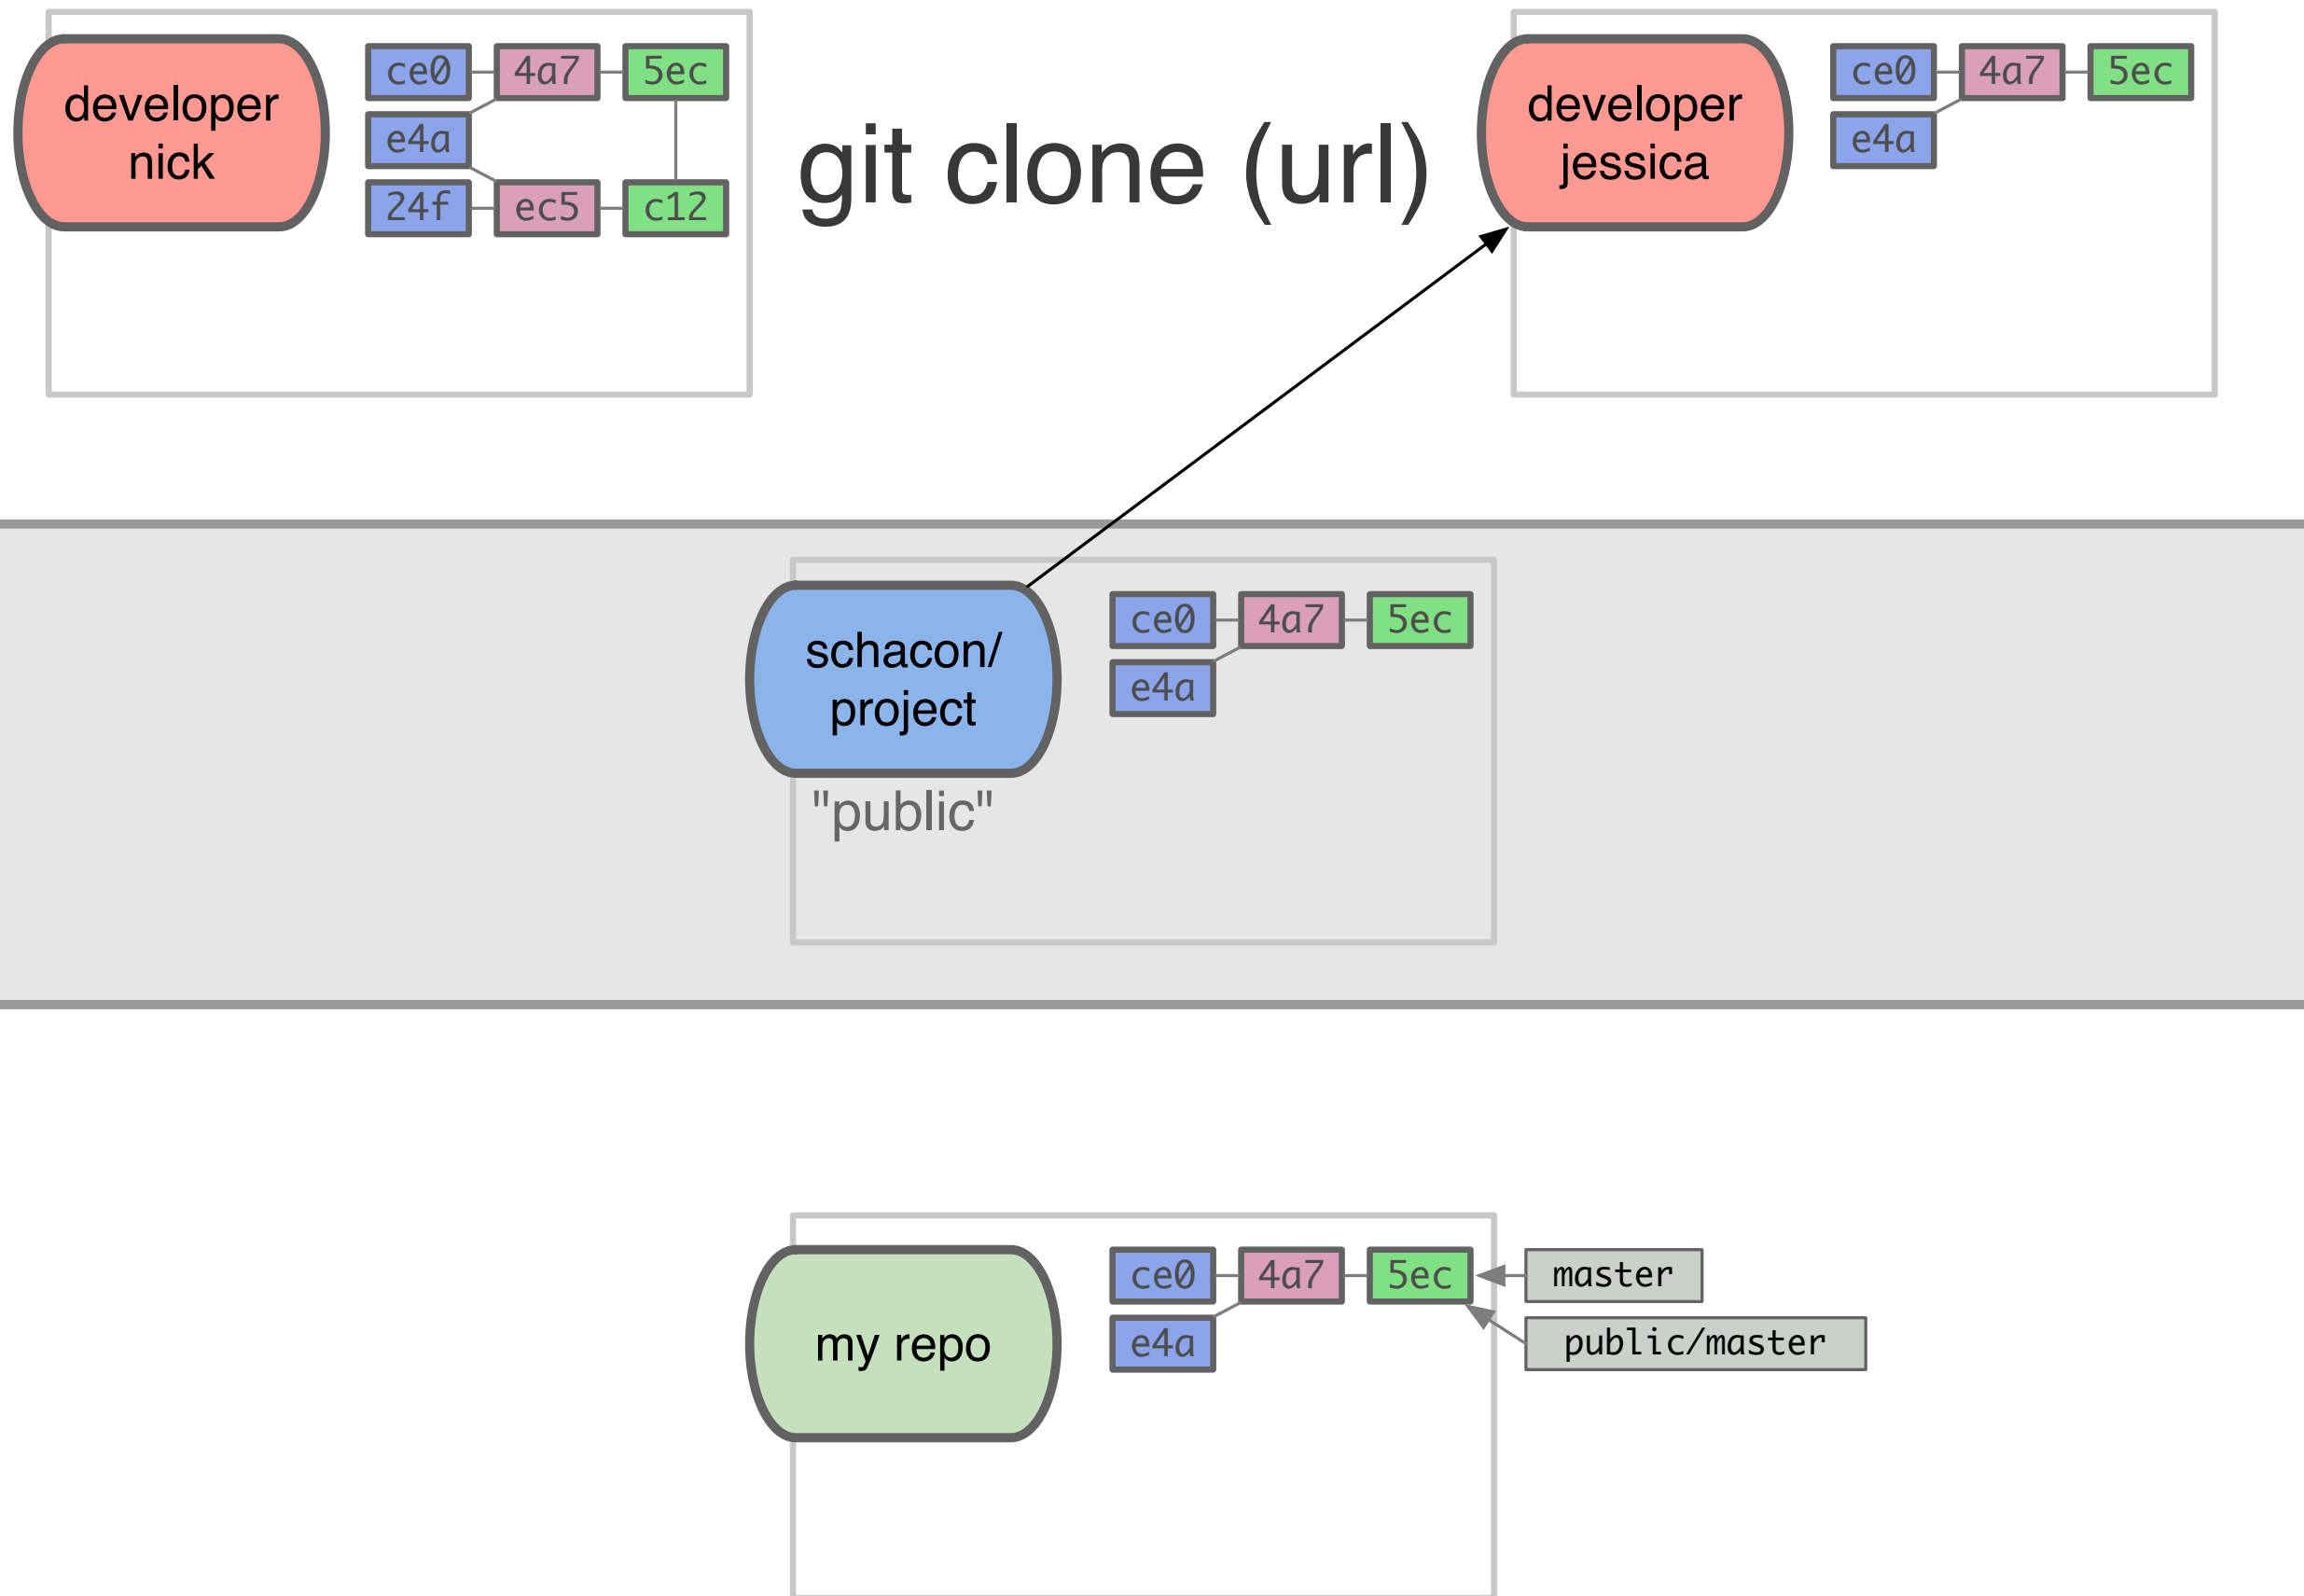 developer
nick
ce0
4a7
5ec
e4a
24f
ec5
c12
git clone (url)
developer
jessica
ce0
4a7
5ec
e4a
schacon/
project
"public"
ce0
4a7
5ec
e4a
my repo
ce0
4a7
5ec
e4a
master
public/master